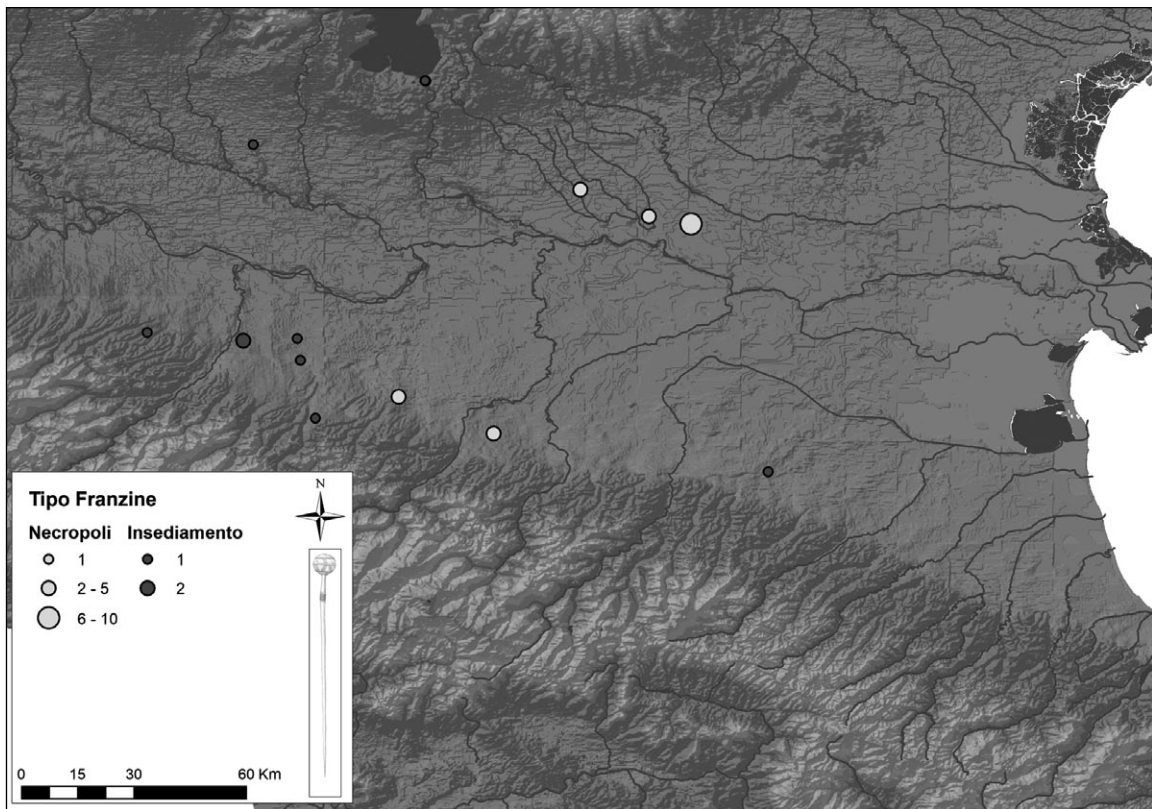 Tipo Franzine
N
Necropoli Insediamento
1 1
2 - 5 2
6 - 10
0 15 30 60 Km